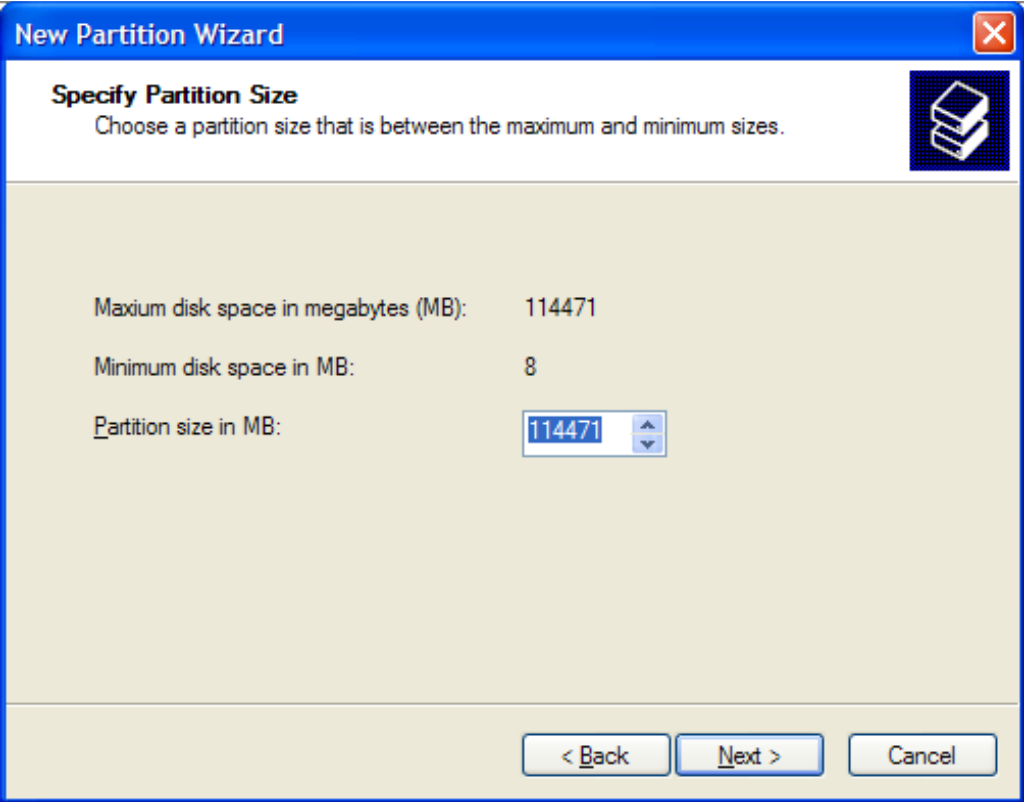 New Partition Wizard
Specify Partition Size
Choose a partition size that is between the maximum and minimum sizes.
Maxium disk space in megabytes (MB): 114471
Minimum disk space in MB: 8
Partition size in MB: 114471
< Back Next > Cancel